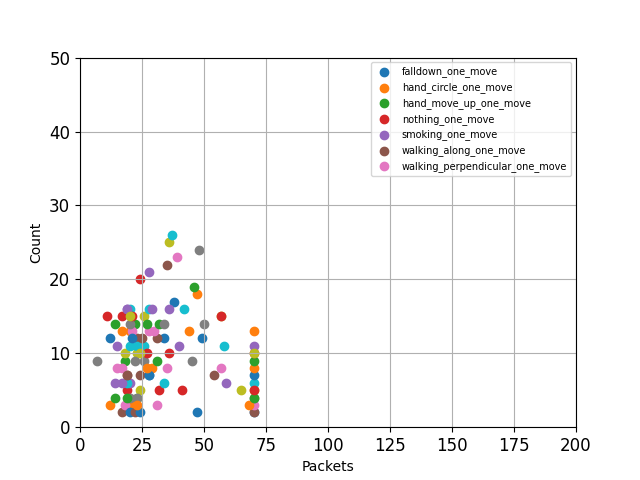 50
40
30
20
10
0
Count
0 25 50 75 100 125 150 175 200
Packets
falldown_one_move
hand_circle_one_move
hand_move_up_one_move
nothing_one_move
smoking_one_move
walking_along_one_move
walking_perpendicular_one_move